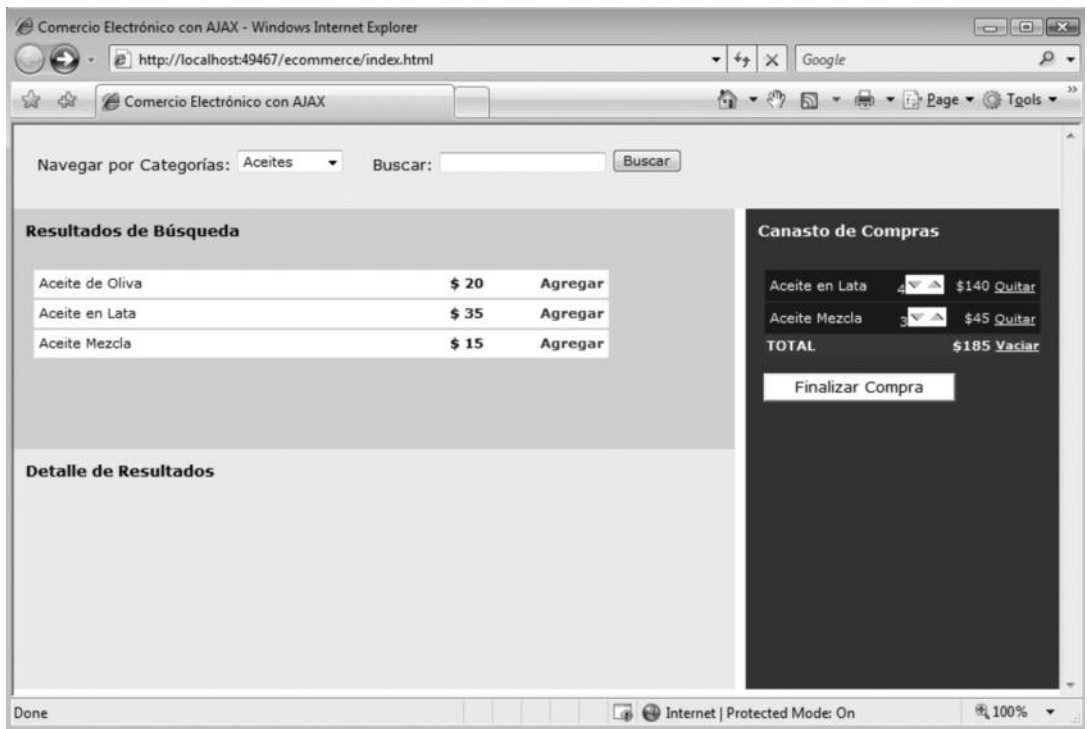 Comercio Electrónico con AJAX - Windows Internet Explorer
http://localhost:49467/ecommerce/index.html
Google
Comercio Electrónico con AJAX
Page Tools
Navegar por Categorías: Aceites Buscar: Buscar
Resultados de Búsqueda
Aceite de Oliva $ 20 Agregar
Aceite en Lata $ 35 Agregar
Aceite Mezcla $ 15 Agregar
Detalle de Resultados
Canasto de Compras
Aceite en Lata 4 $140 Quitar
Aceite Mezcla 3 $45 Quitar
TOTAL $185 Vaciar
Finalizar Compra
Done Internet | Protected Mode: On 100%